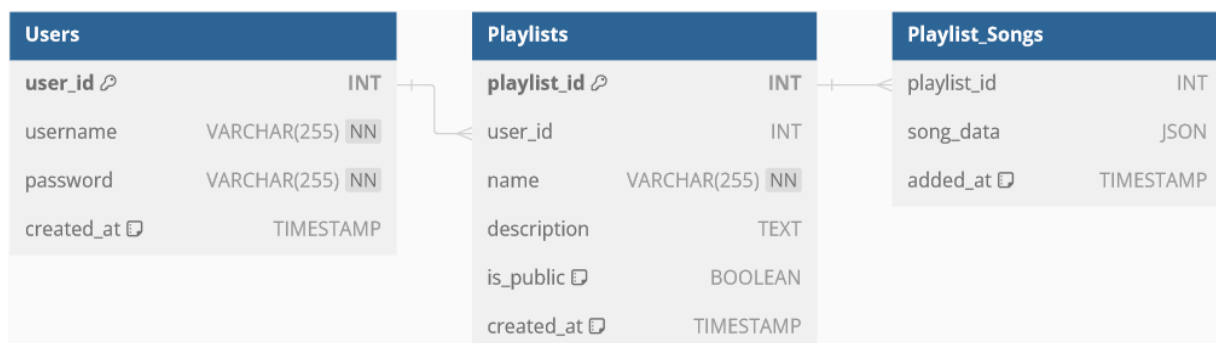 Users
user_id INT
username VARCHAR(255) NN
password VARCHAR(255) NN
created_at TIMESTAMP
Playlists
playlist_id INT
user_id INT
name VARCHAR(255) NN
description TEXT
is_public BOOLEAN
created_at TIMESTAMP
Playlist_Songs
playlist_id INT
song_data JSON
added_at TIMESTAMP